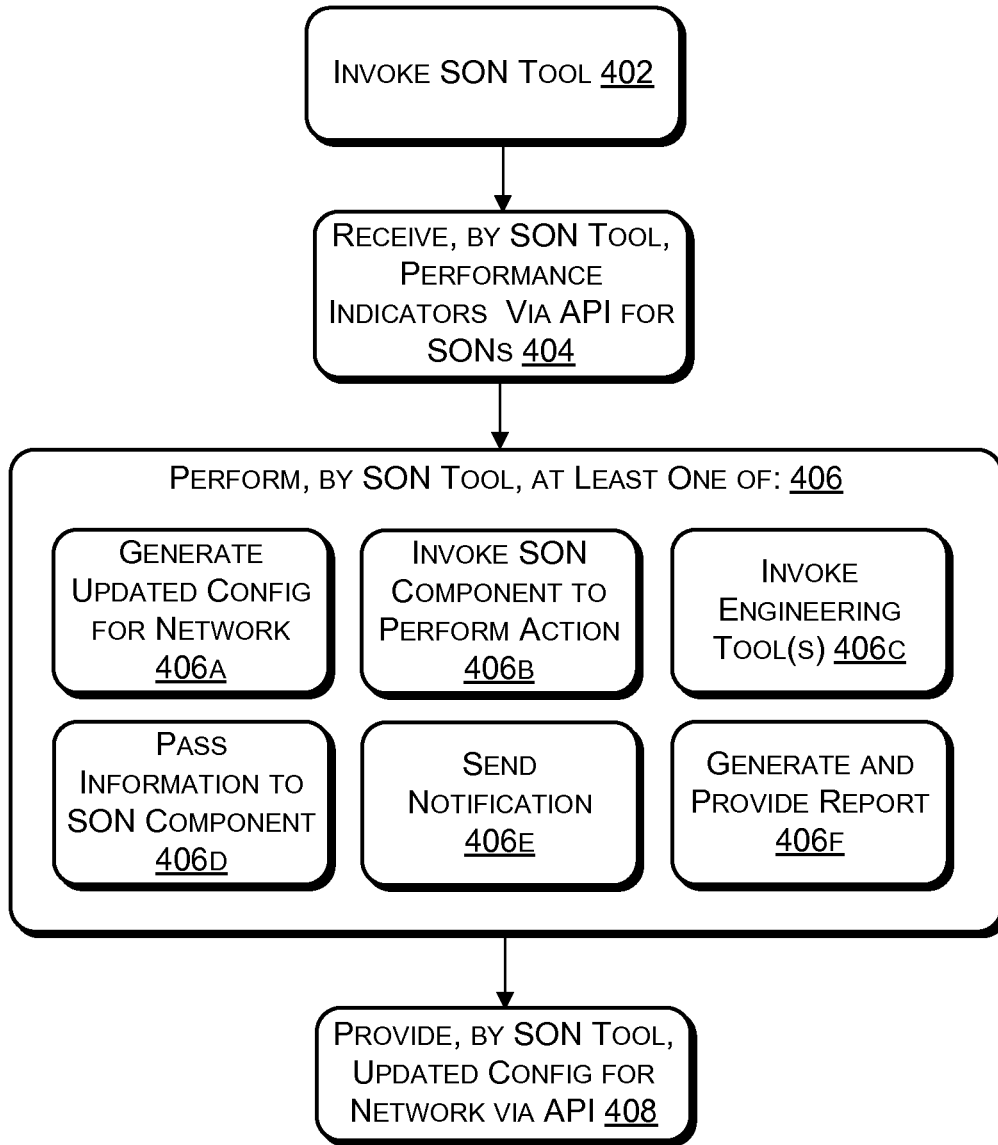 INVOKE SON TOOL 402
RECEIVE, BY SON TOOL,
PERFORMANCE
INDICATORS VIA API FOR
SONS 404
PERFORM, BY SON TOOL, AT LEAST ONE OF: 406
GENERATE
UPDATED CONFIG
FOR NETWORK
406A
INVOKE SON
COMPONENT TO
PERFORM ACTION
406B
INVOKE
ENGINEERING
TOOL(S) 406C
PASS
INFORMATION TO
SON COMPONENT
406D
SEND
NOTIFICATION
406E
GENERATE AND
PROVIDE REPORT
406F
PROVIDE, BY SON TOOL,
UPDATED CONFIG FOR
NETWORK VIA API 408